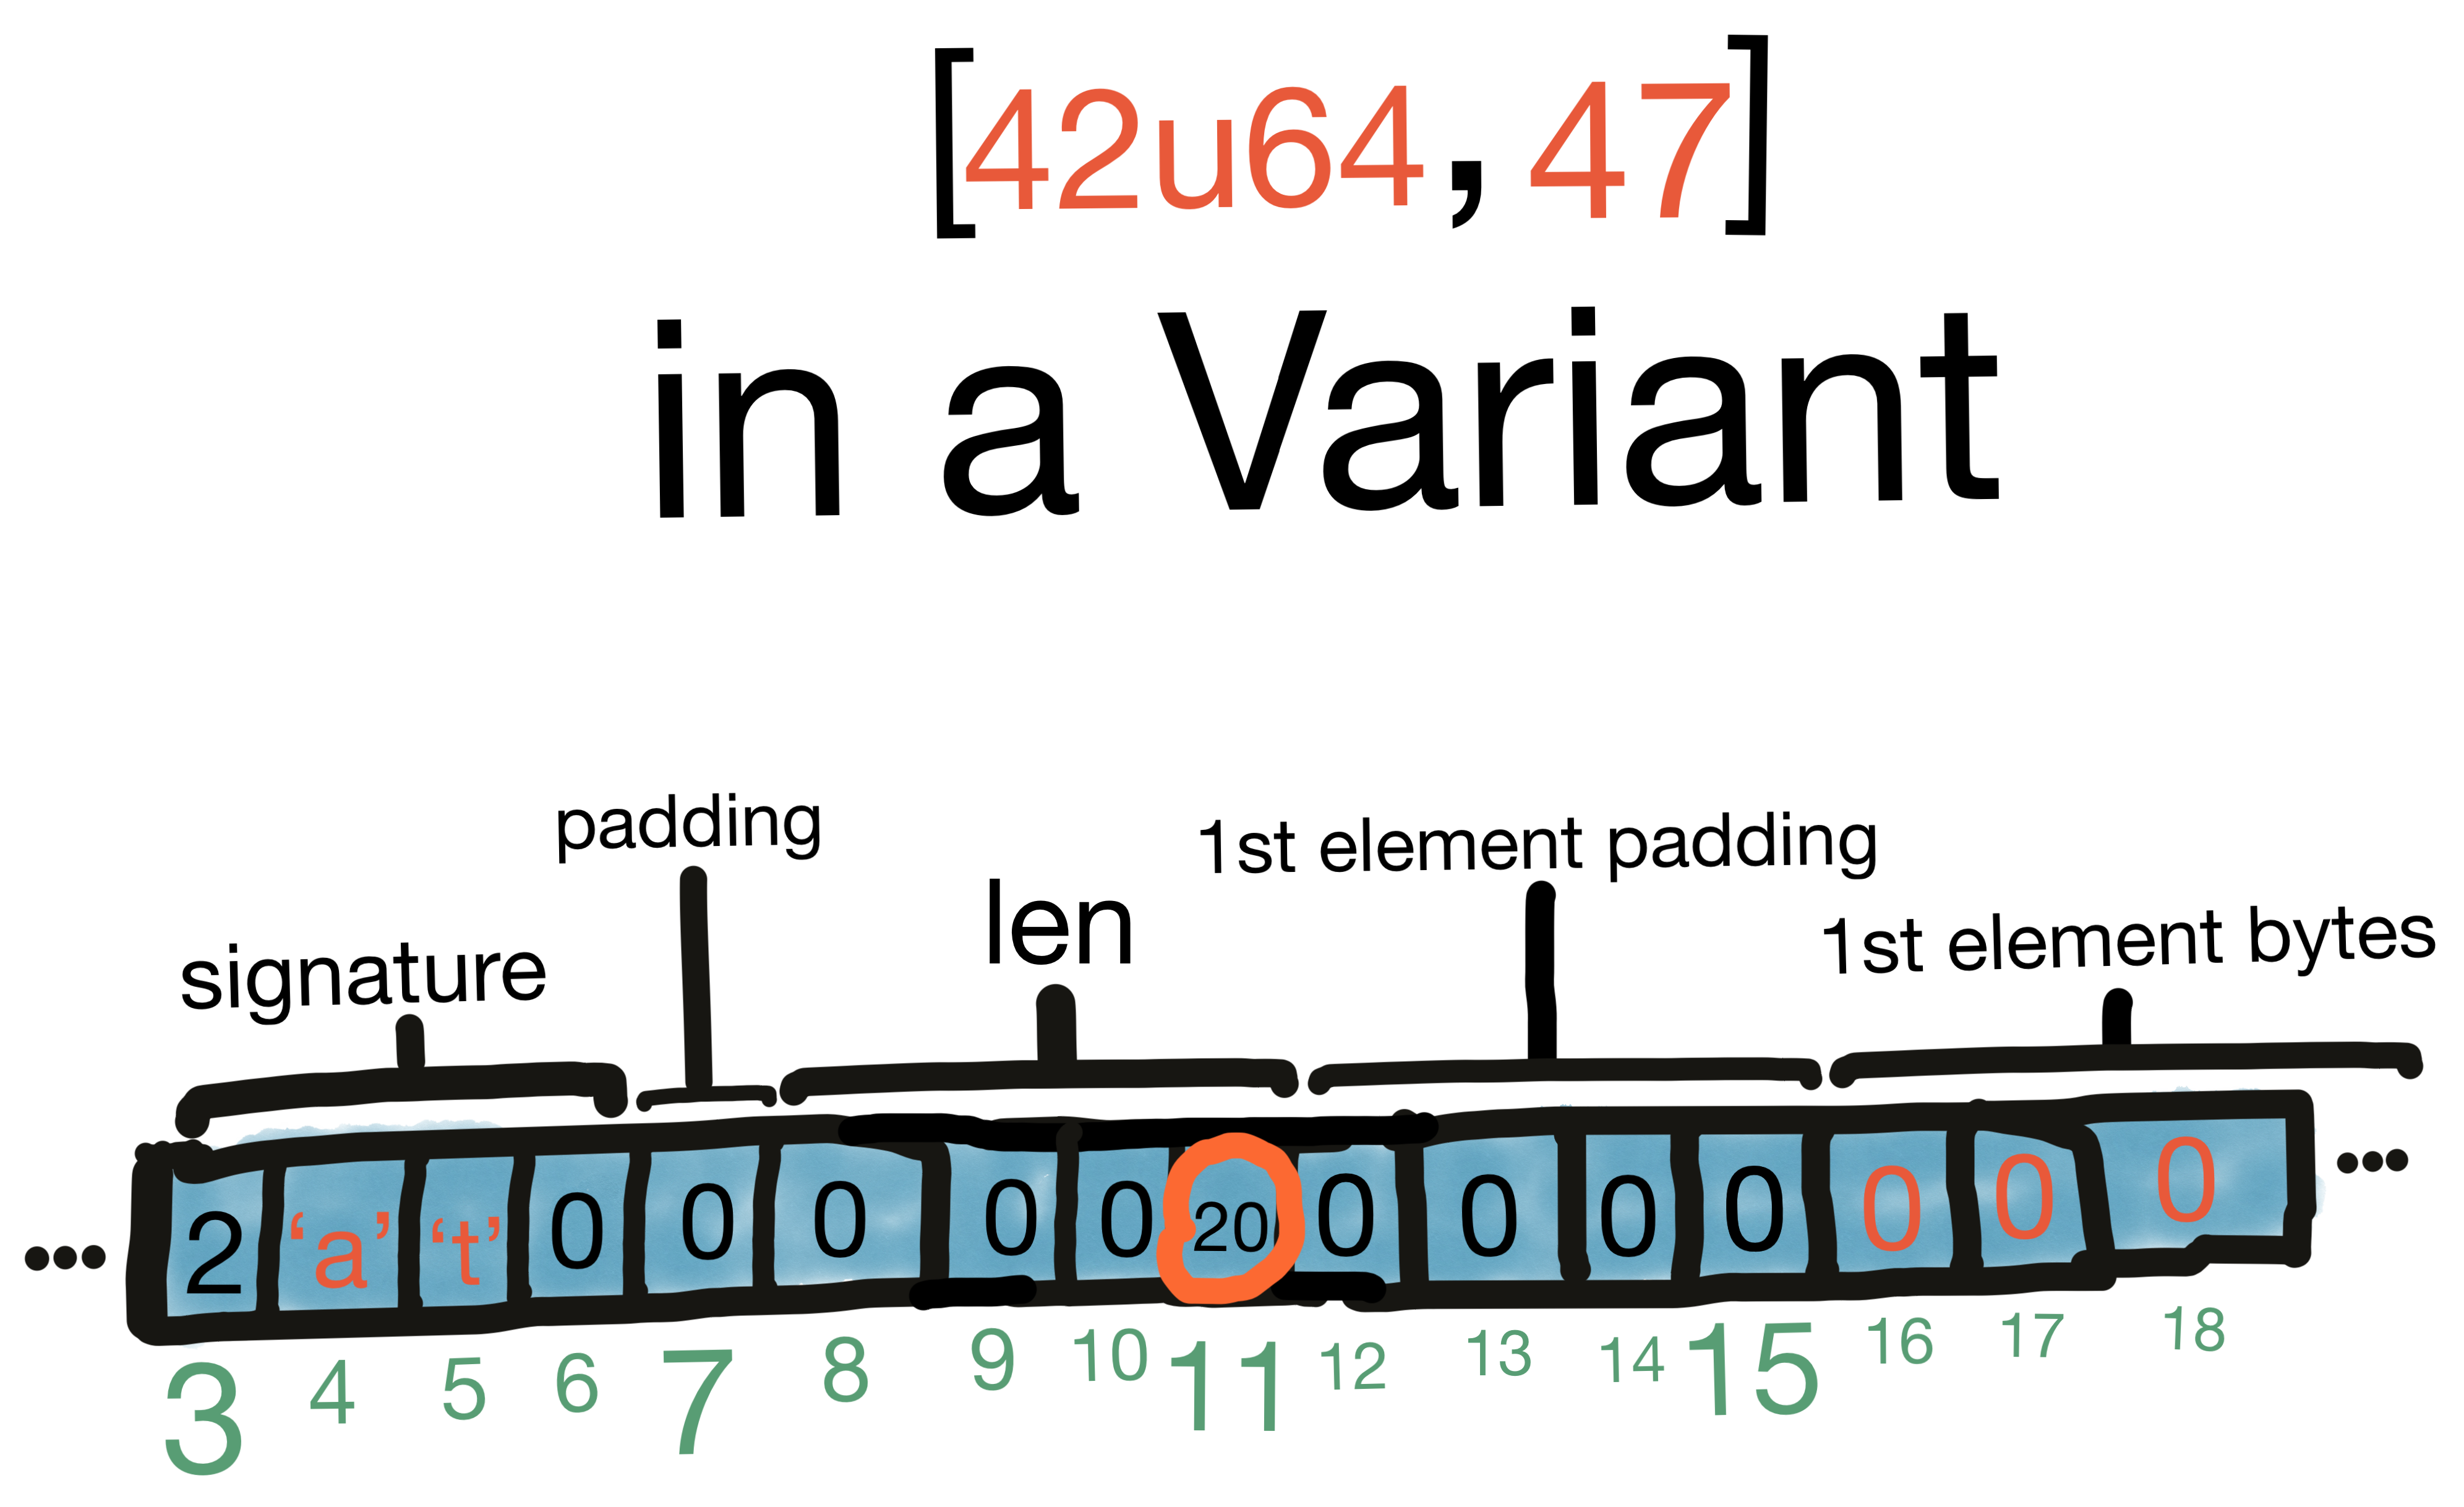 [42u64, 47]
in a Variant
padding
1st element padding
len
1st element bytes
signature
... 2 ‘a’ ‘t’ 0 0 0 0 0 20 0 0 0 0 0 0 0 ...
3 4 5 6 7 8 9 10 11 12 13 14 15 16 17 18